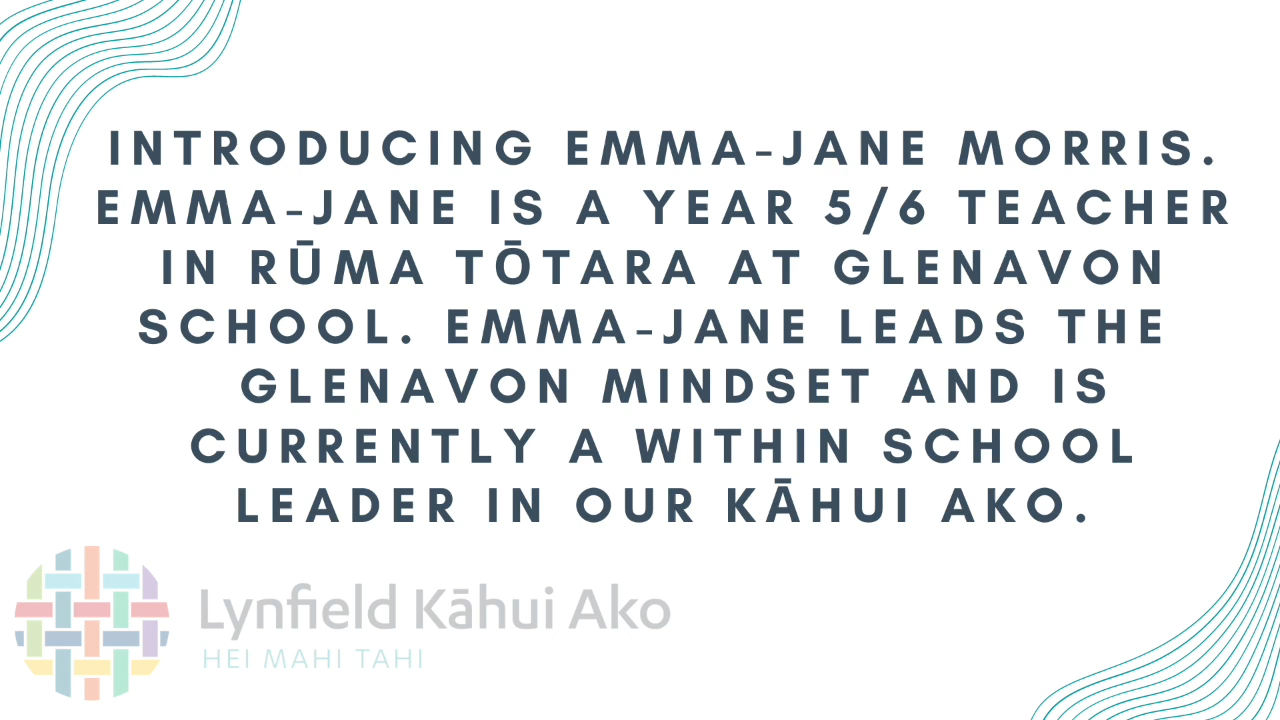 INTRODUCING EMMA-JANE MORRIS.
EMMA-JANE IS A YEAR 5/6 TEACHER
IN RŪMA TŌTARA AT GLENAVON
SCHOOL. EMMA-JANE LEADS THE
GLENAVON MINDSET AND IS
CURRENTLY A WITHIN SCHOOL
LEADER IN OUR KĀHUI AKO.
Lynfield Kāhui Ako
HEI MAHI TAHI